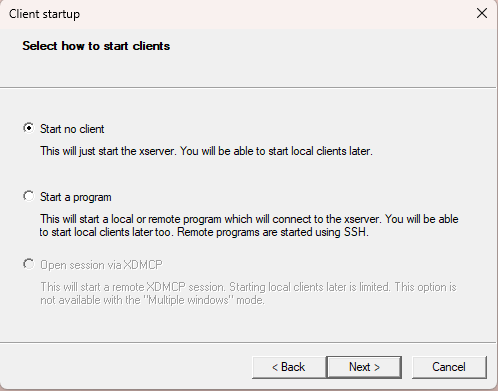 Client startup
Select how to start clients
Start no client
This will just start the xserver. You will be able to start local clients later.
Start a program
This will start a local or remote program which will connect to the xserver. You will be able
to start local clients later too. Remote programs are started using SSH.
Open session via XDMCP
This will start a remote XDMCP session. Starting local clients later is limited. This option is
not available with the "Multiple windows" mode.
< Back
Next >
Cancel